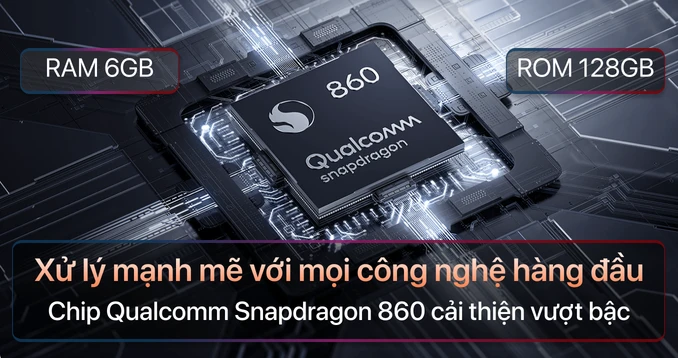 RAM 6GB
ROM 128GB
860
Qualcomm
snapdragon
Xử lý mạnh mẽ với mọi công nghệ hàng đầu
Chip Qualcomm Snapdragon 860 cải thiện vượt bậc